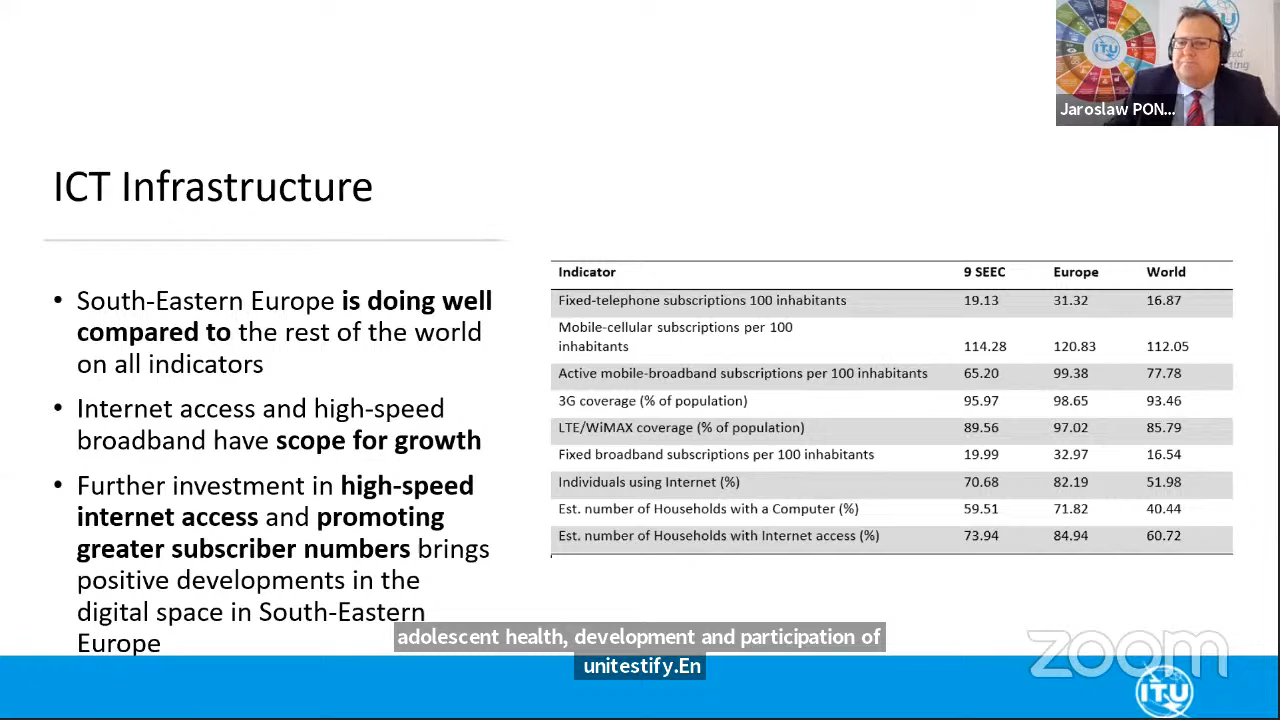 ITU
Jaroslaw PON...
ICT Infrastructure
• South-Eastern Europe is doing well
compared to the rest of the world
on all indicators
• Internet access and high-speed
broadband have scope for growth
• Further investment in high-speed
internet access and promoting
greater subscriber numbers brings
positive developments in the
digital space in South-Eastern
Europe
Indicator 9 SEEC Europe World
Fixed-telephone subscriptions 100 inhabitants 19.13 31.32 16.87
Mobile-cellular subscriptions per 100
inhabitants 114.28 120.83 112.05
Active mobile-broadband subscriptions per 100 inhabitants 65.20 99.38 77.78
3G coverage (% of population) 95.97 98.65 93.46
LTE/WiMAX coverage (% of population) 89.56 97.02 85.79
Fixed broadband subscriptions per 100 inhabitants 19.99 32.97 16.54
Individuals using Internet (%) 70.68 82.19 51.98
Est. number of Households with a Computer (%) 59.51 71.82 40.44
Est. number of Households with Internet access (%) 73.94 84.94 60.72
adolescent health, development and participation of
unitestify.En
zoom
ITU